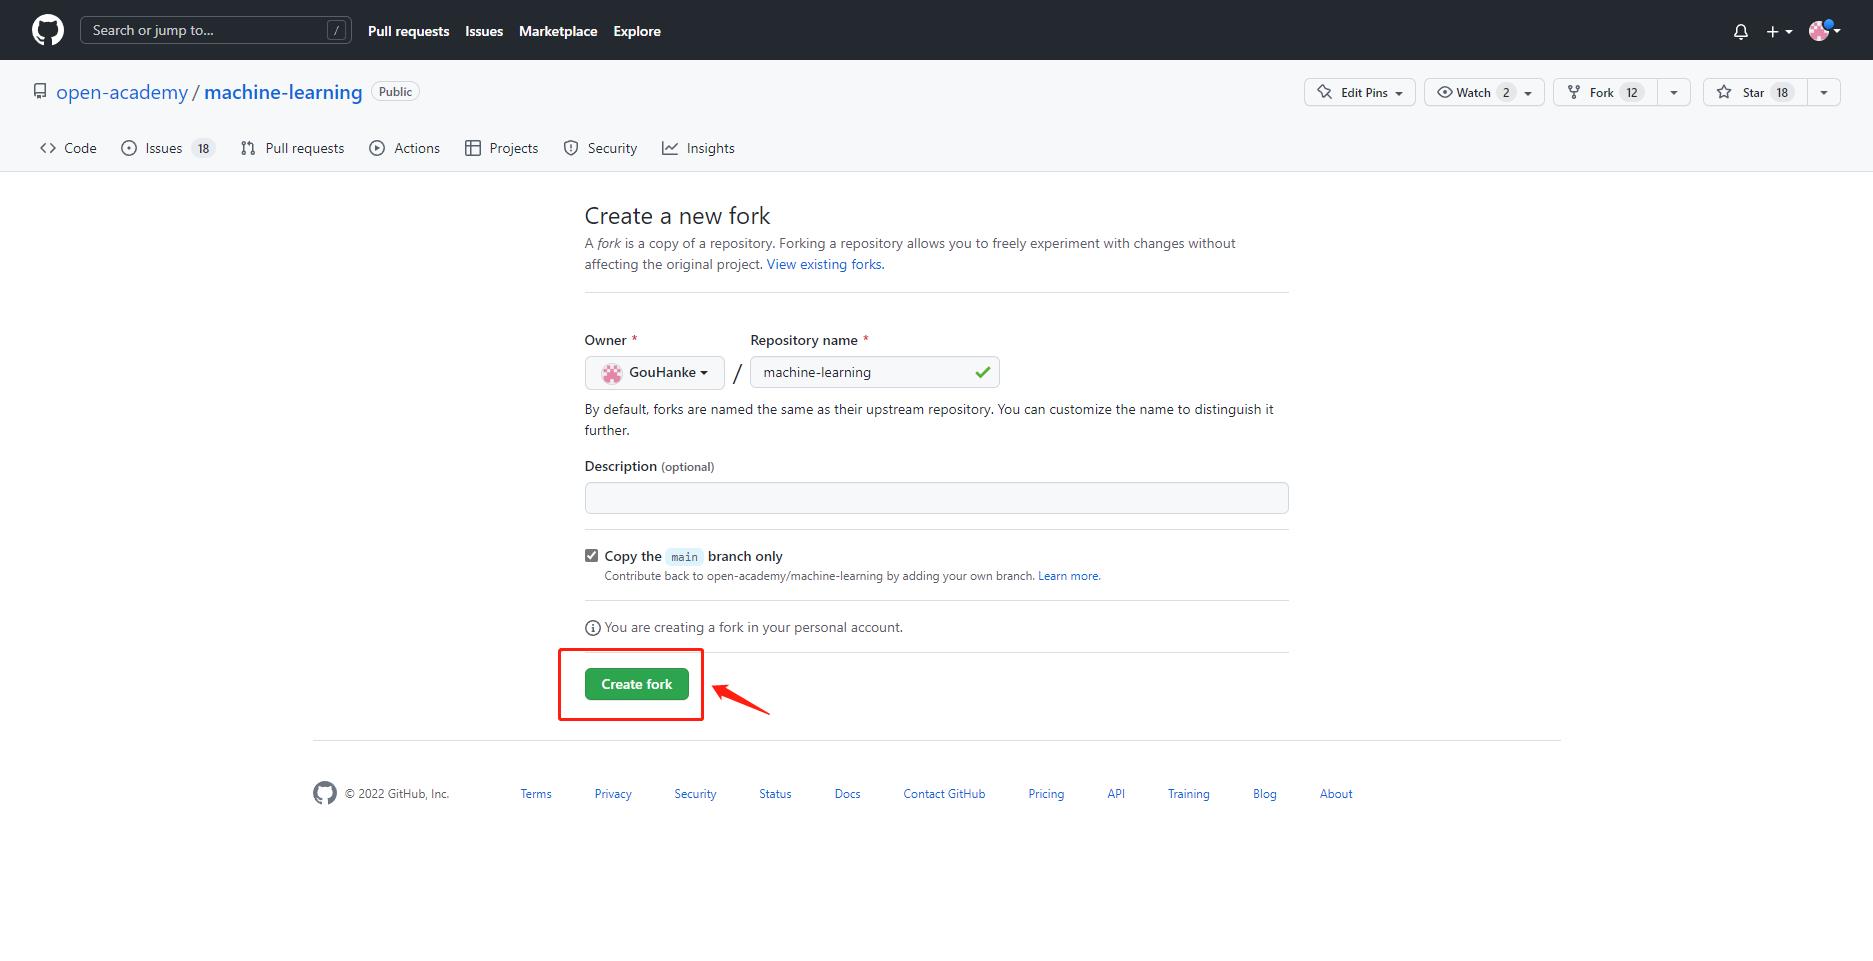 Search or jump to... / Pull requests Issues Marketplace Explore
open-academy / machine-learning Public Edit Pins Watch 2 Fork 12 Star 18
Code Issues 18 Pull requests Actions Projects Security Insights
Create a new fork
A fork is a copy of a repository. Forking a repository allows you to freely experiment with changes without
affecting the original project. View existing forks.
Owner * Repository name *
GouHanke / machine-learning
By default, forks are named the same as their upstream repository. You can customize the name to distinguish it
further.
Description (optional)
Copy the main branch only
Contribute back to open-academy/machine-learning by adding your own branch. Learn more.
You are creating a fork in your personal account.
Create fork
© 2022 GitHub, Inc. Terms Privacy Security Status Docs Contact GitHub Pricing API Training Blog About